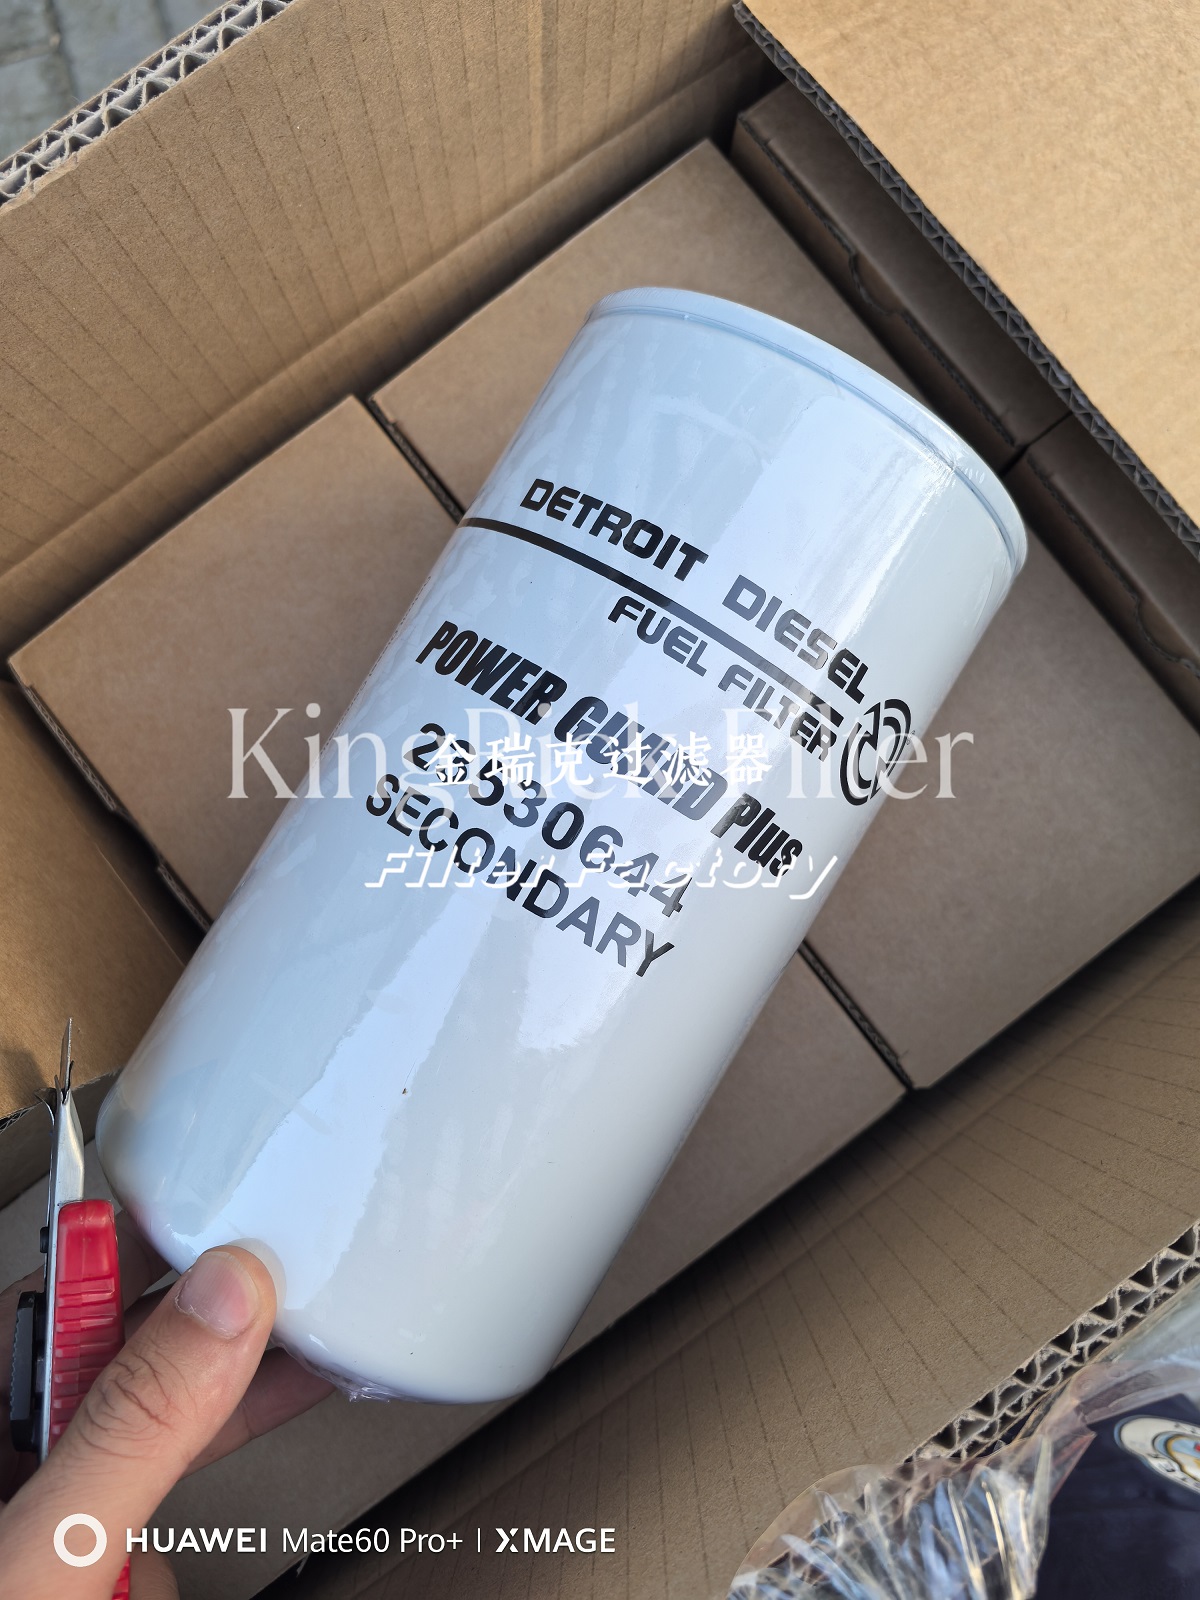 DETROIT DIESEL
FUEL FILTER
POWER GUARD Plus
23530644
SECONDARY
KingRick Filter
金瑞克过滤器
Filter Factory
HUAWEI Mate60 Pro+ | XMAGE